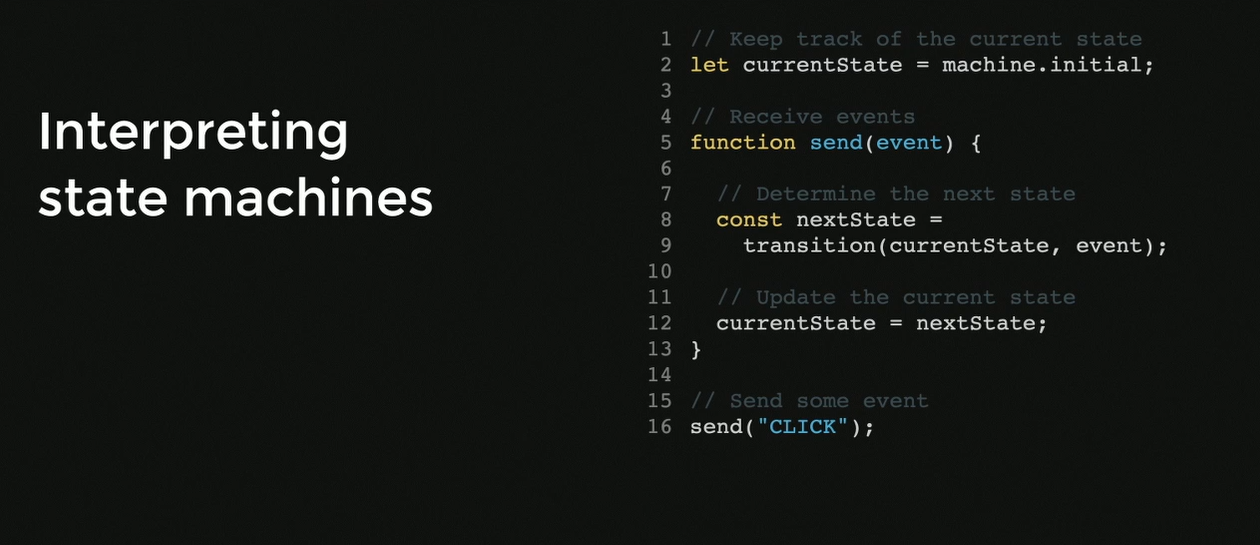 Interpreting
state machines
1 // Keep track of the current state
2 let currentState = machine.initial;
3
4 // Receive events
5 function send(event) {
6
7   // Determine the next state
8   const nextState =
9     transition(currentState, event);
10
11   // Update the current state
12   currentState = nextState;
13 }
14
15 // Send some event
16 send("CLICK");